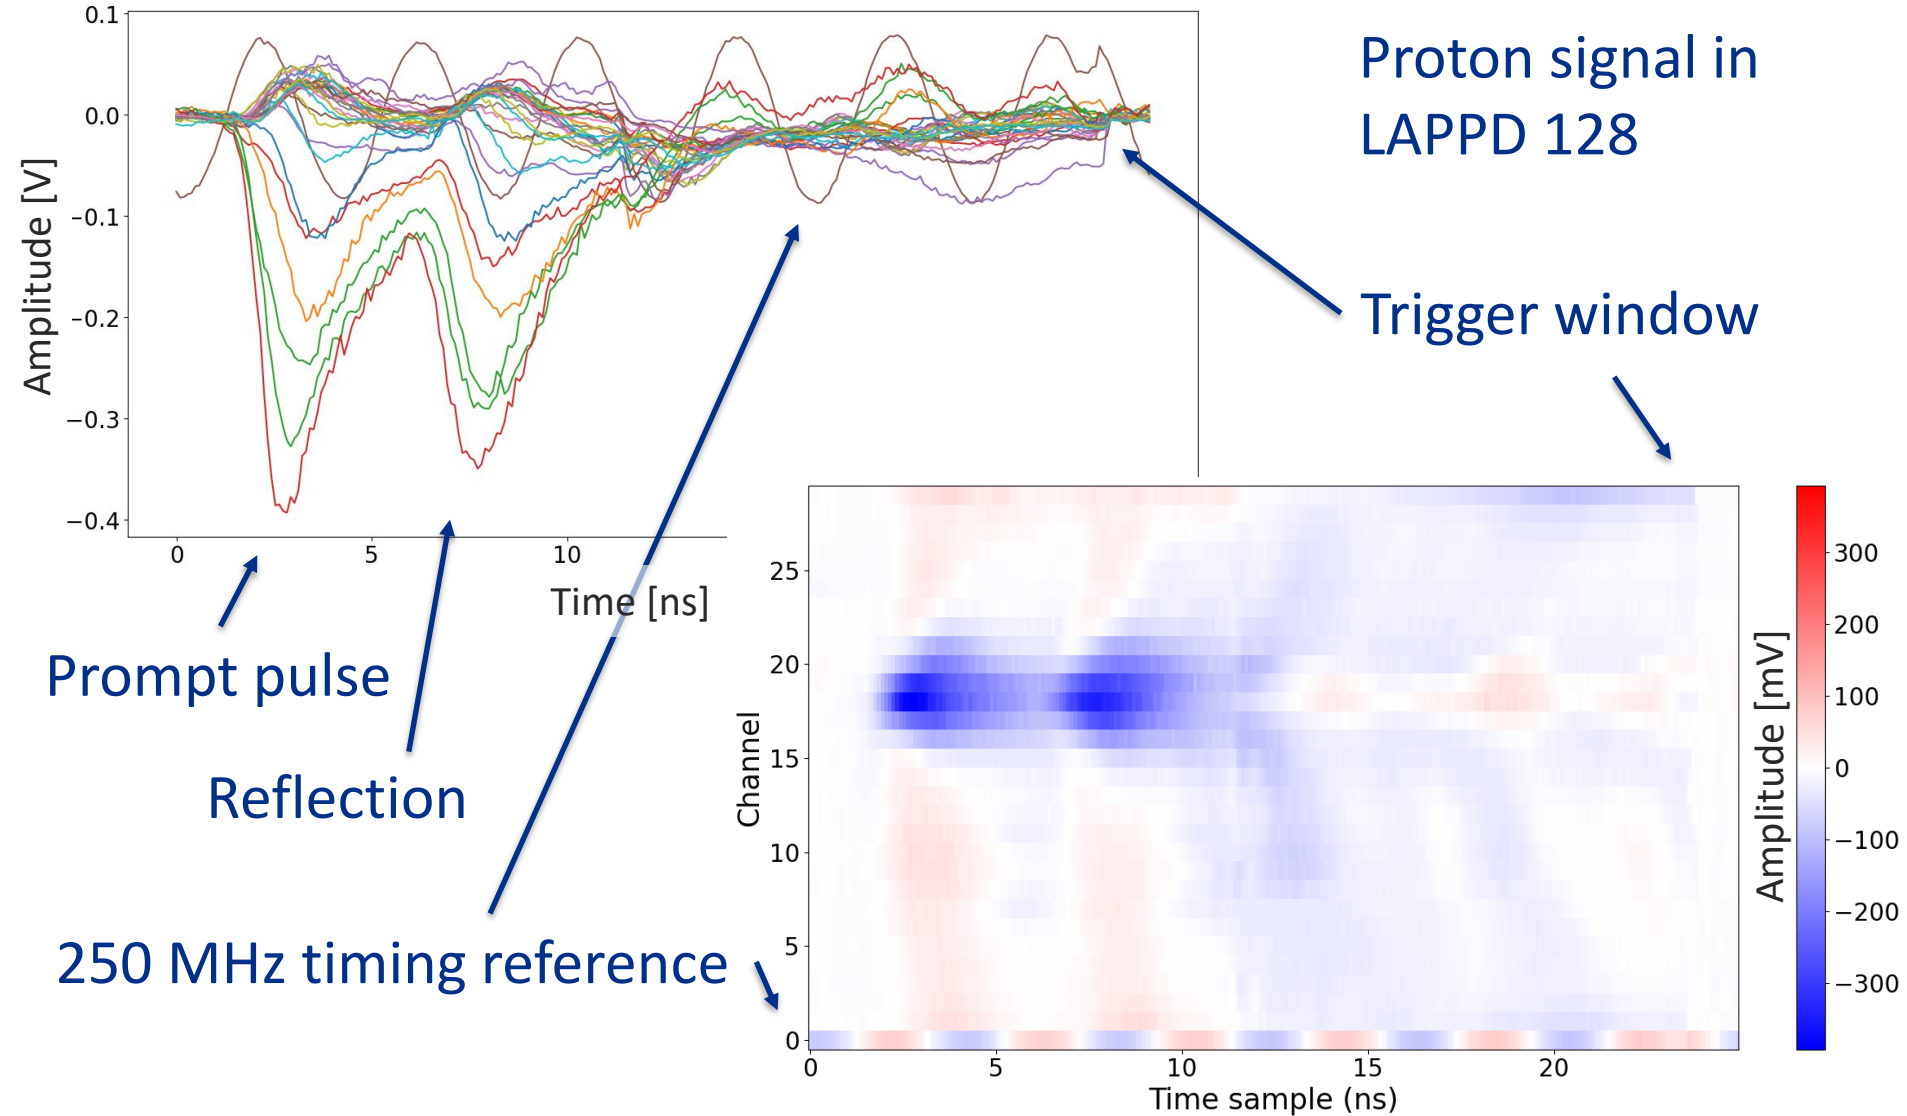 Proton signal in
LAPPD 128
Trigger window
Amplitude [V]
0.1
0.0
−0.1
−0.2
−0.3
−0.4
0
5
10
Time [ns]
Prompt pulse
Reflection
250 MHz timing reference
Channel
25
20
15
10
5
0
0
5
10
15
20
Time sample (ns)
300
200
100
0
−100
−200
−300
Amplitude [mV]